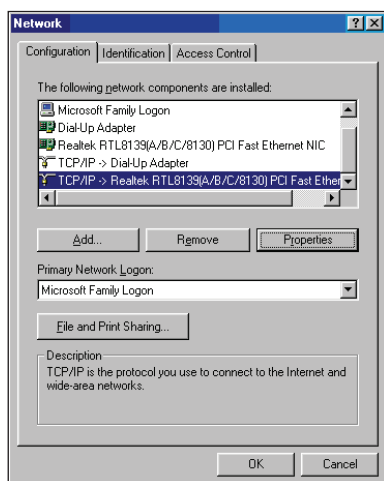 Network
Configuration Identification Access Control
The following network components are installed:
Microsoft Family Logon
Dial-Up Adapter
Realtek RTL8139(A/B/C/8130) PCI Fast Ethernet NIC
TCP/IP -> Dial-Up Adapter
TCP/IP -> Realtek RTL8139(A/B/C/8130) PCI Fast Ether
Add... Remove Properties
Primary Network Logon:
Microsoft Family Logon
File and Print Sharing...
Description
TCP/IP is the protocol you use to connect to the Internet and
wide-area networks.
OK Cancel